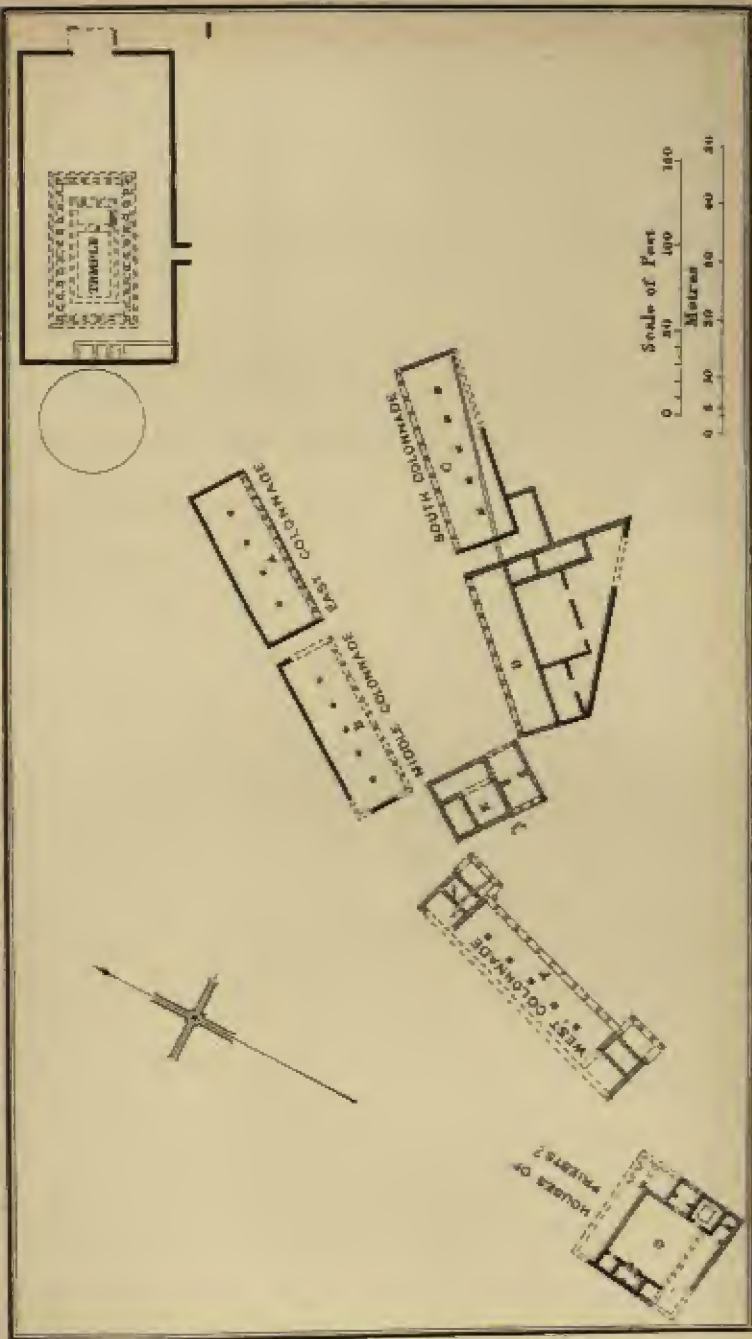 TEMPLE
EAST COLONNADE
A
MIDDLE COLONNADE
B
SOUTH COLONNADE
C
WEST COLONNADE
F
HOUSES OF
PRIESTS?
Scale of Feet
0 50 100 150
Metres
0 5 10 20 30 40 50